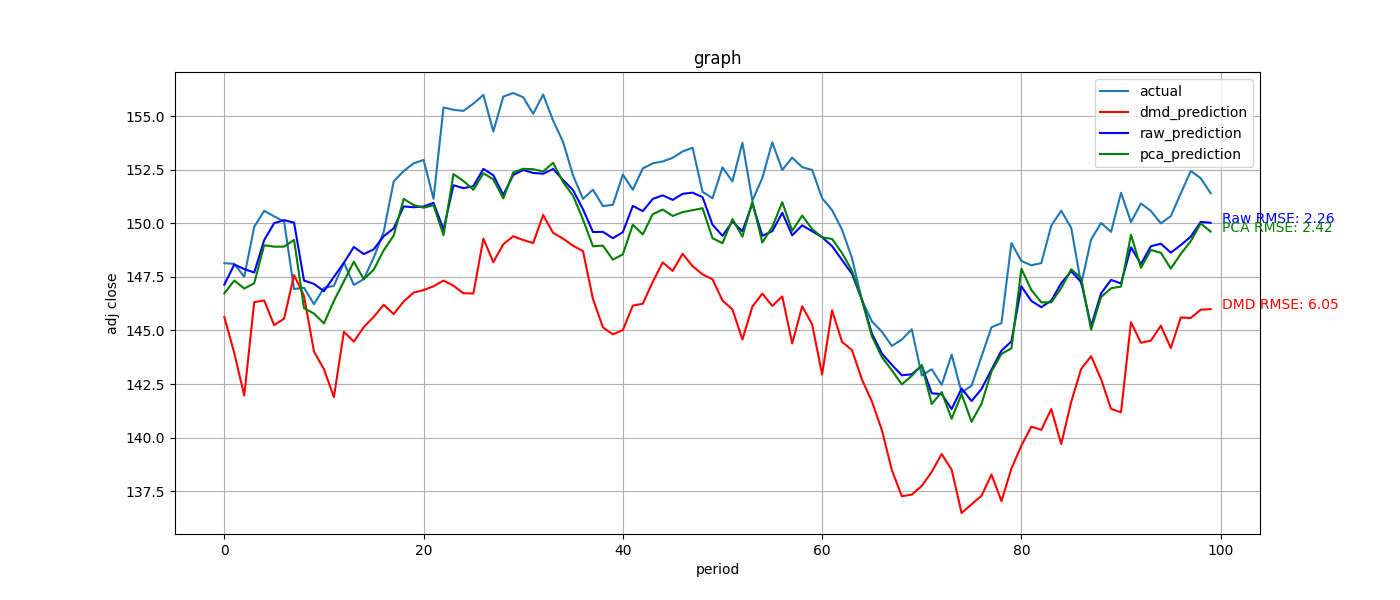 graph
actual
dmd_prediction
raw_prediction
pca_prediction
155.0
152.5
150.0
147.5
145.0
142.5
140.0
137.5
adj close
Raw RMSE: 2.26
PCA RMSE: 2.42
DMD RMSE: 6.05
0 20 40 60 80 100
period